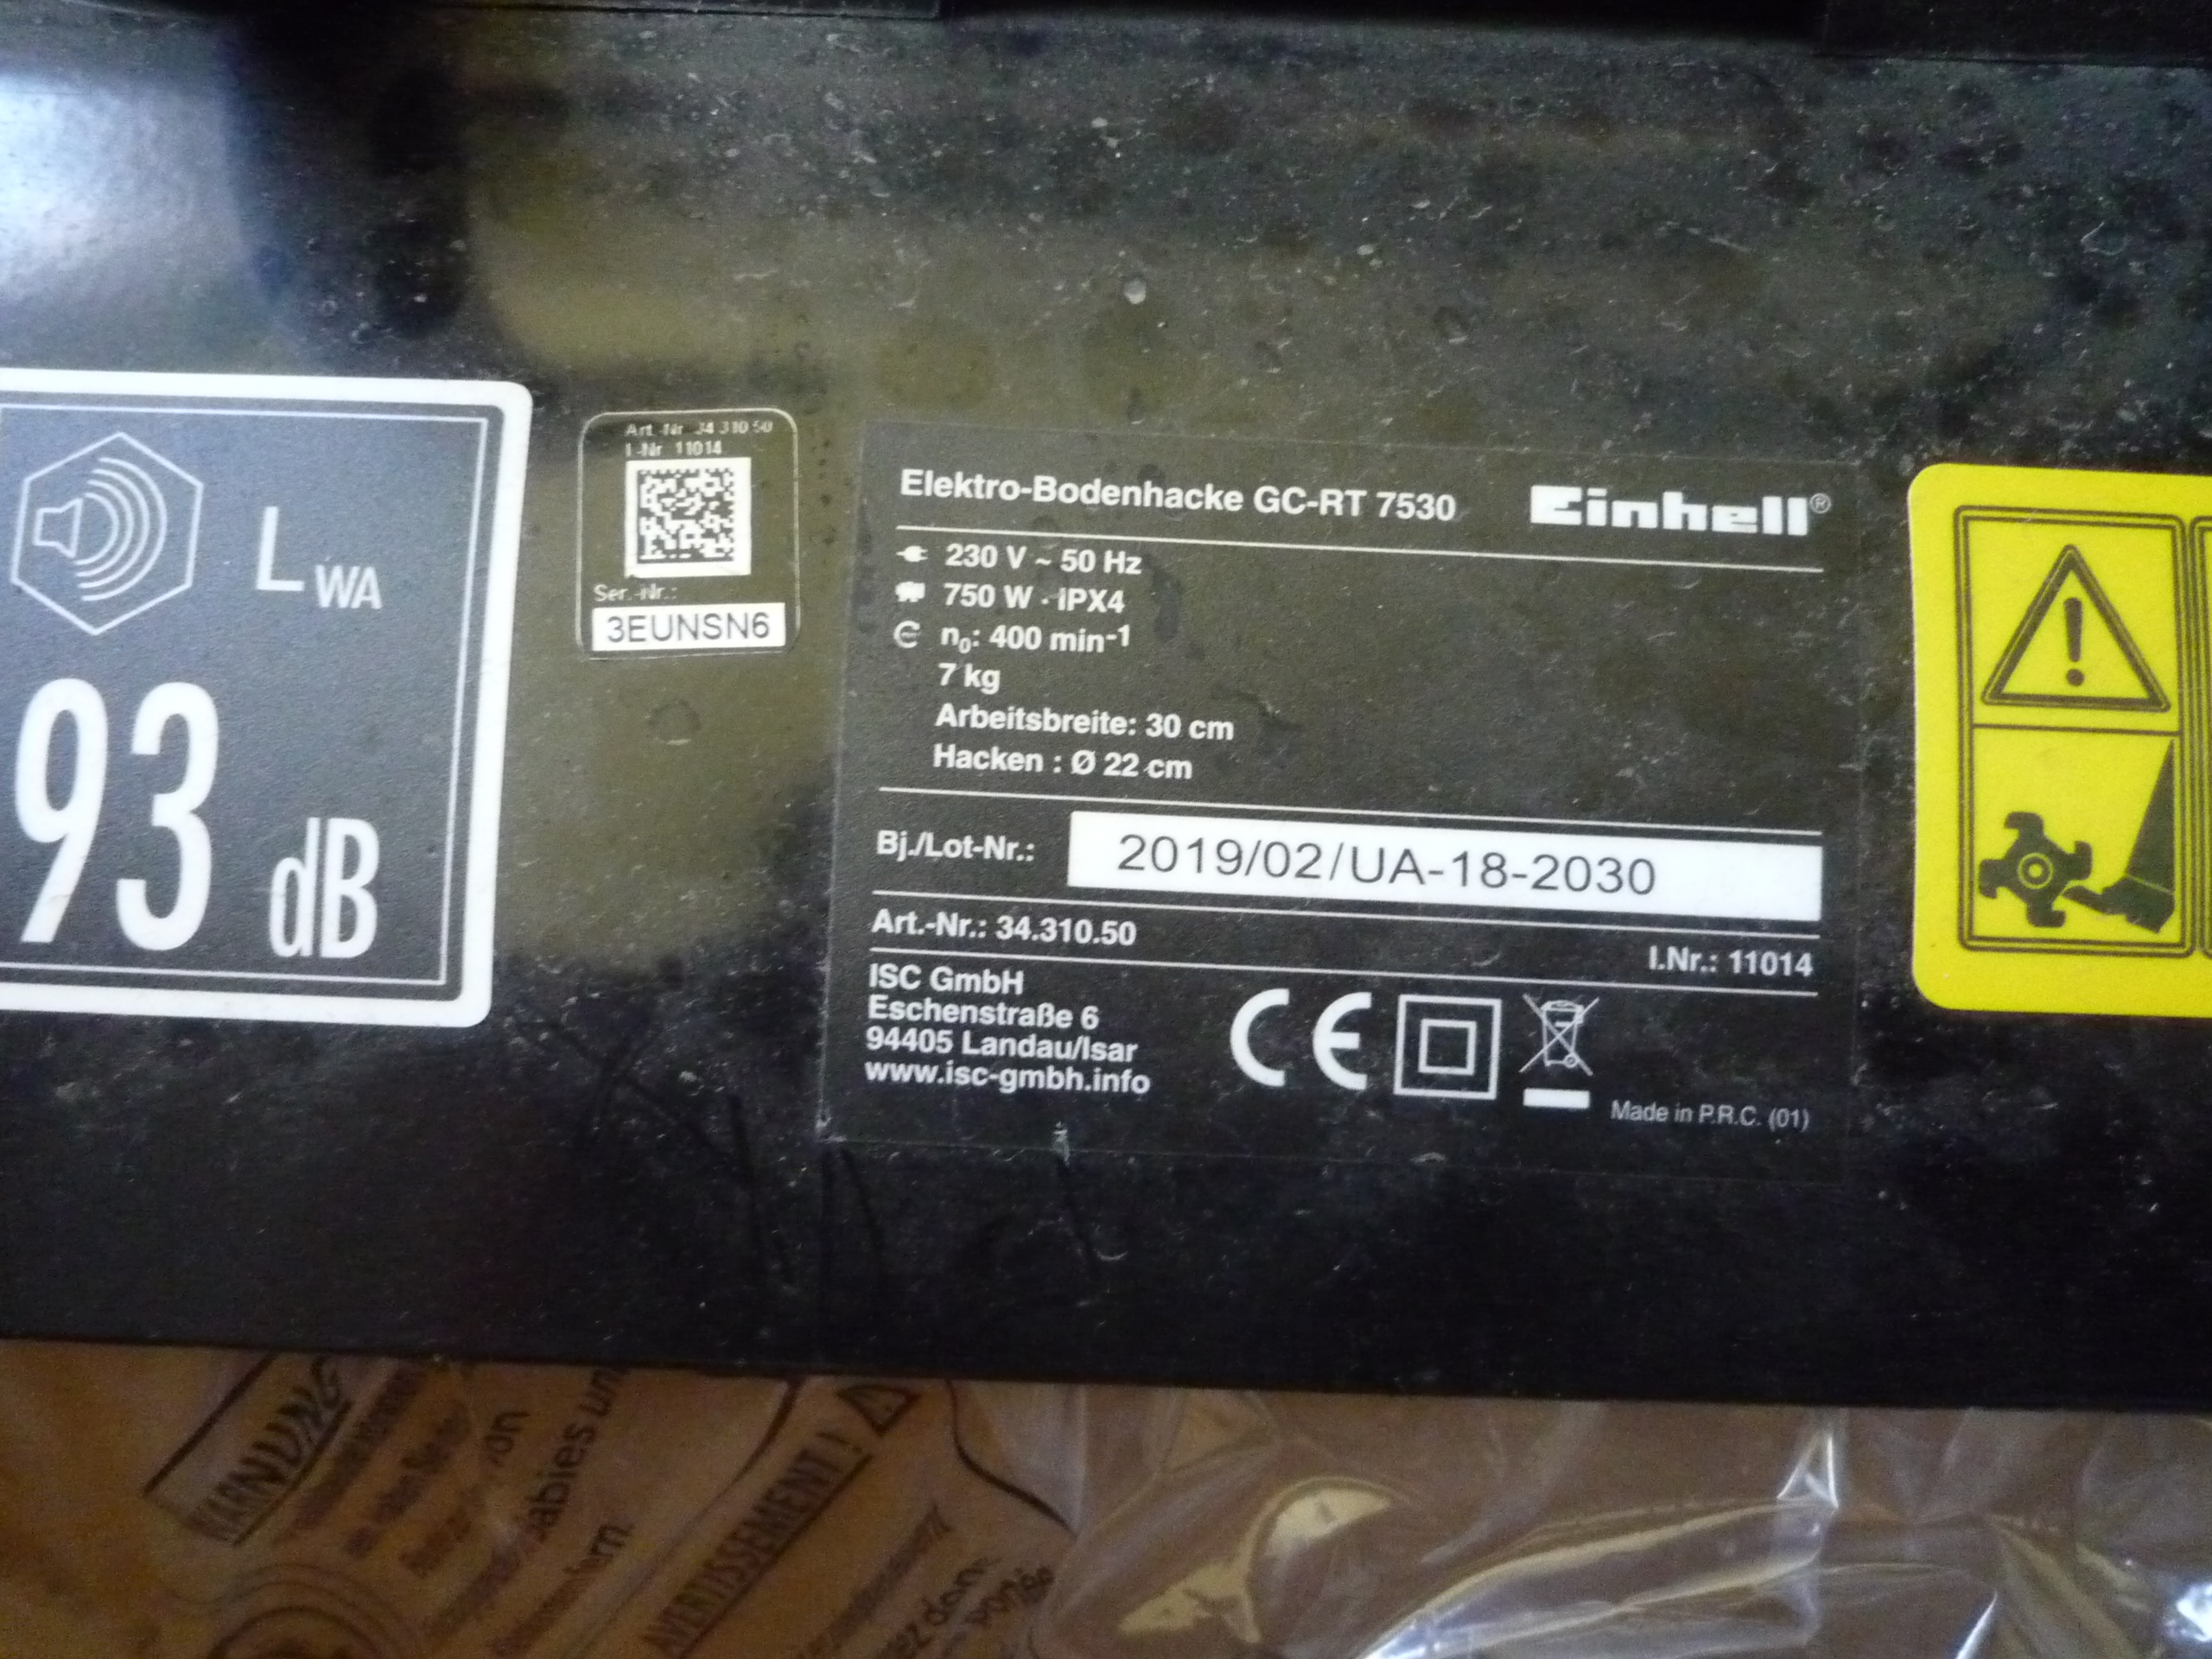 LWA
93 dB
Art.-Nr. 34 310 50
I-Nr 11014
Ser.-Nr.:
3EUNSN6
Elektro-Bodenhacke GC-RT 7530 Einhell®
230 V ~ 50 Hz
750 W · IPX4
n₀: 400 min⁻¹
7 kg
Arbeitsbreite: 30 cm
Hacken : Ø 22 cm
Bj./Lot-Nr.: 2019/02/UA-18-2030
Art.-Nr.: 34.310.50 I.Nr.: 11014
ISC GmbH
Eschenstraße 6
94405 Landau/Isar
www.isc-gmbh.info
CE
Made in P.R.C. (01)
WARNUNG
AVERTISSEMENT !